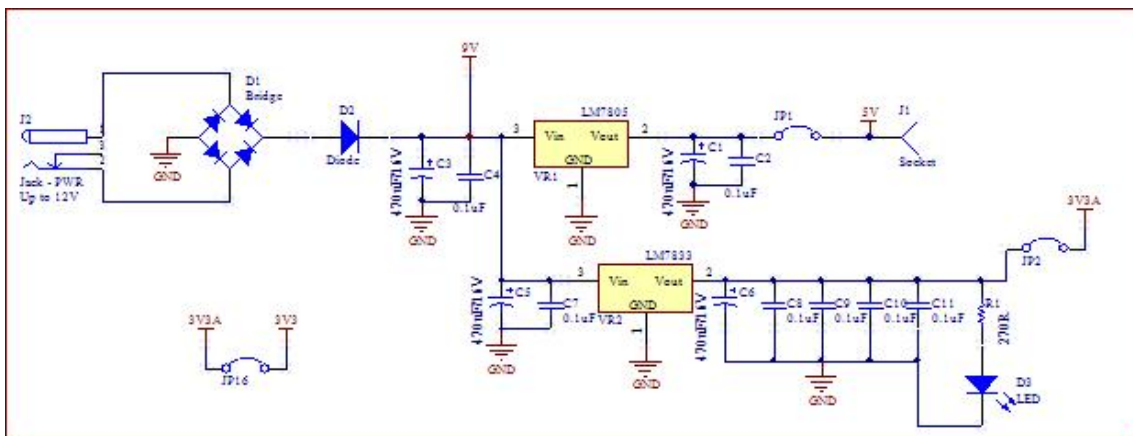 9V
D1
Bridge
J2
1
3
2
Jack - PWR
Up to 12V
GND
D2
Diode
C3
470nF/16V
C4
0.1uF
GND
LM7805
3
Vin
Vout
2
GND
VR1
1
GND
C1
470nF/16V
C2
0.1uF
GND
JP1
5V
J1
Socket
LM7833
3
Vin
Vout
2
GND
VR2
1
GND
C5
470nF/16V
C7
0.1uF
GND
C6
470nF/16V
C8
0.1uF
C9
0.1uF
C10
0.1uF
C11
0.1uF
GND
R1
270R
D3
LED
JP2
3V3A
3V3A
3V3
JP16